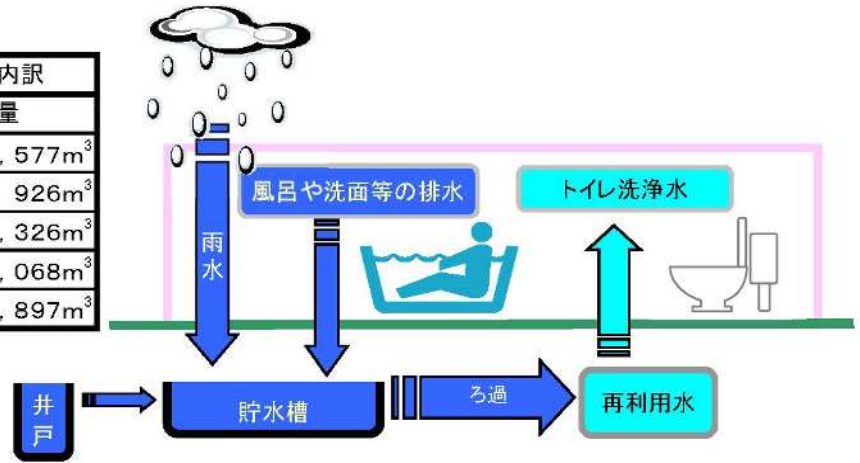 内訳
量
, 577m³
926m³
, 326m³
, 068m³
, 897m³
風呂や洗面等の排水
トイレ洗浄水
雨水
井戸
貯水槽
ろ過
再利用水